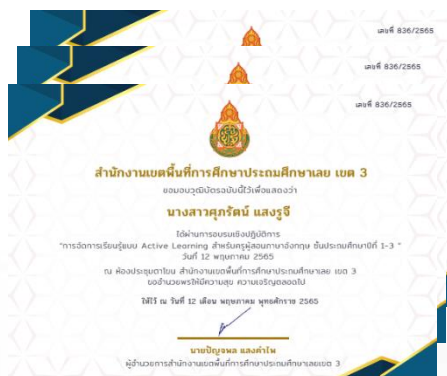 เลขที่ 836/2565
เลขที่ 836/2565
เลขที่ 836/2565
สำนักงานเขตพื้นที่การศึกษาประถมศึกษาเลย เขต 3
ขอมอบวุฒิบัตรฉบับนี้ไว้เพื่อแสดงว่า
นางสาวศุภรัตน์ แสงรูจี
ได้ผ่านการอบรมเชิงปฏิบัติการ
"การจัดการเรียนรู้แบบ Active Learning สำหรับครูผู้สอนภาษาอังกฤษ ชั้นประถมศึกษาปีที่ 1-3 "
วันที่ 12 พฤษภาคม 2565
ณ ห้องประชุมตาโขน สำนักงานเขตพื้นที่การศึกษาประถมศึกษาเลย เขต 3
ขออำนวยพรให้มีความสุข ความเจริญตลอดไป
ให้ไว้ ณ วันที่ 12 เดือน พฤษภาคม พุทธศักราช 2565
นายปัญจพล แสงคำไพ
ผู้อำนวยการสำนักงานเขตพื้นที่การศึกษาประถมศึกษาเลยเขต 3